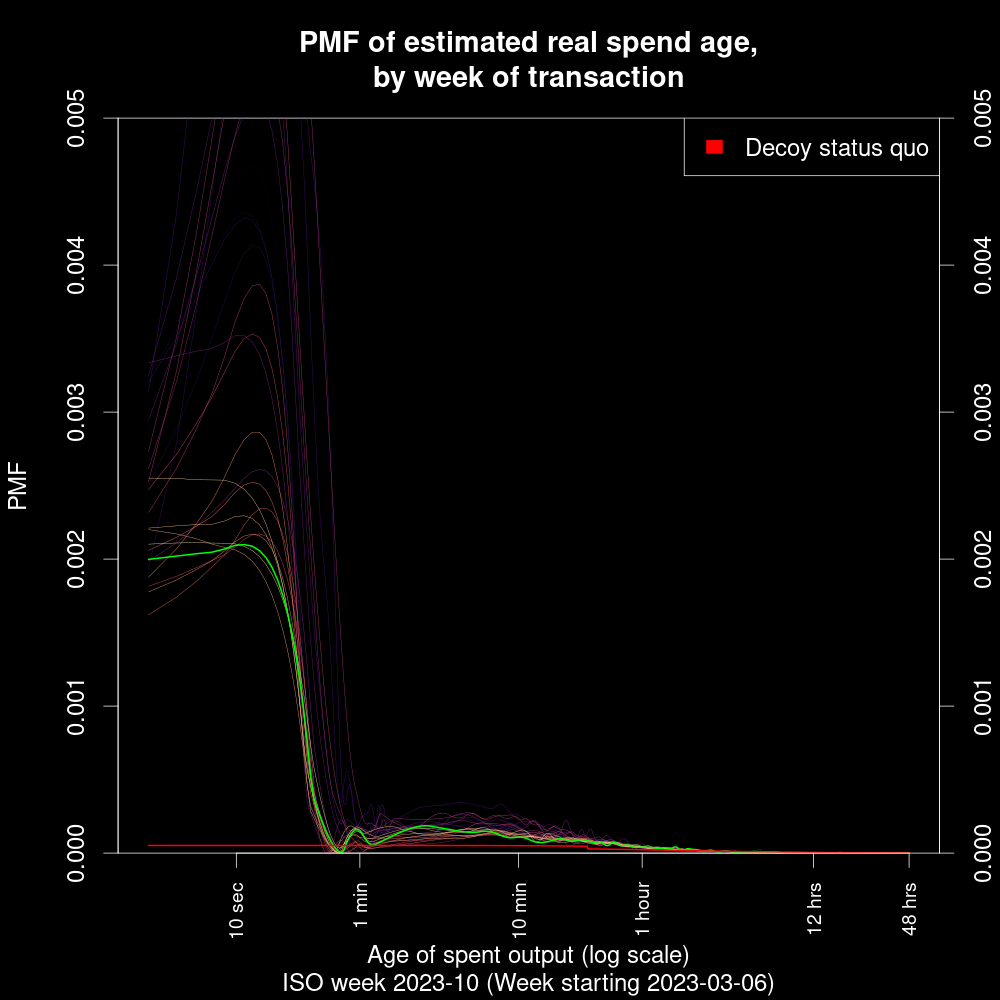 PMF of estimated real spend age,
by week of transaction
Decoy status quo
PMF
0.000
0.001
0.002
0.003
0.004
0.005
0.000
0.001
0.002
0.003
0.004
0.005
10 sec
1 min
10 min
1 hour
12 hrs
48 hrs
Age of spent output (log scale)
ISO week 2023-10 (Week starting 2023-03-06)